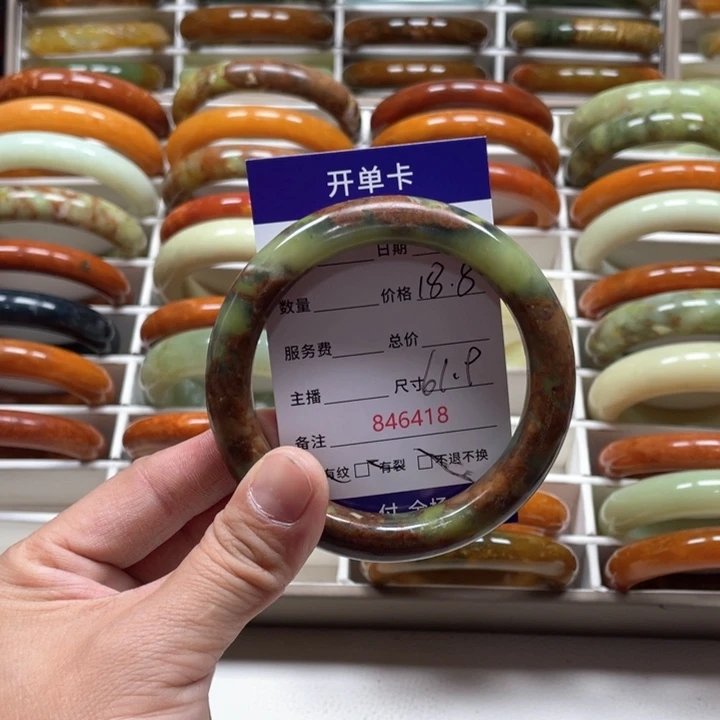 开单卡
日期
数量 价格 18.8
服务费 总价
主播 尺寸 61.9
846418
备注
有纹 有裂 不退不换